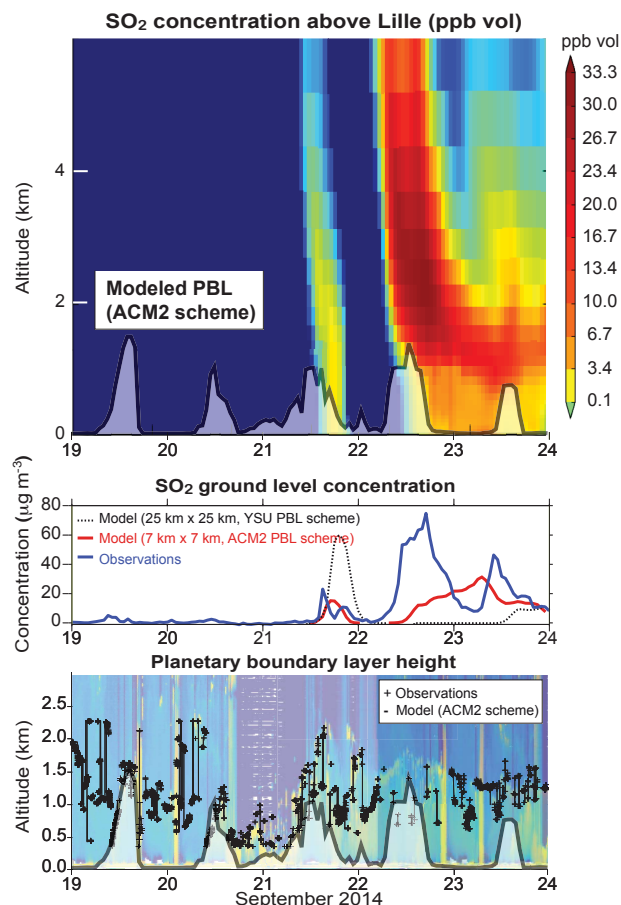 SO2 concentration above Lille (ppb vol)
ppb vol
33.3
30.0
26.7
23.4
20.0
16.7
13.3
10.0
6.7
3.4
0.1
Altitude (km)
4
2
0
Modeled PBL
(ACM2 scheme)
19 20 21 22 23 24
SO2 ground level concentration
Concentration (μg m-3)
80
60
40
20
0
Model (25 km x 25 km, YSU PBL scheme)
Model (7 km x 7 km, ACM2 PBL scheme)
Observations
19 20 21 22 23 24
Planetary boundary layer height
Altitude (km)
2.5
2.0
1.5
1.0
0.5
0.0
+ Observations
- Model (ACM2 scheme)
19 20 21 22 23 24
September 2014